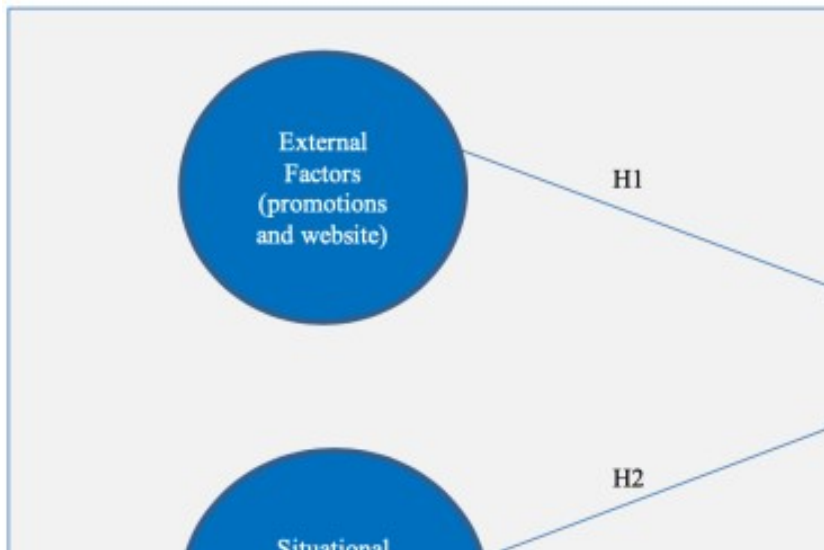 External
Factors
(promotions
and website)
H1
H2
Situational